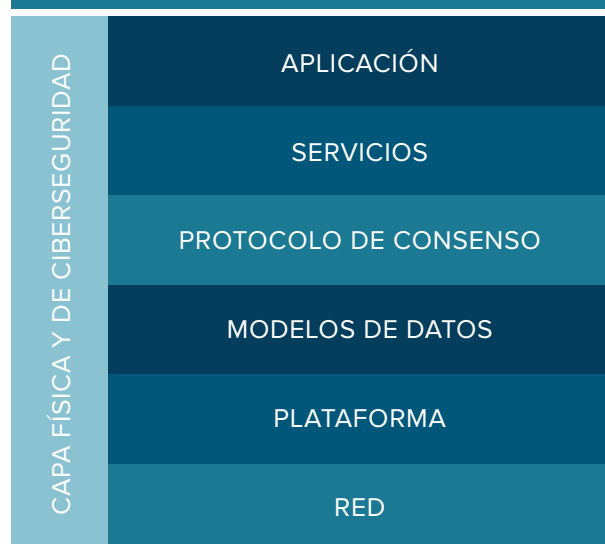 CAPA FÍSICA Y DE CIBERSEGURIDAD
APLICACIÓN
SERVICIOS
PROTOCOLO DE CONSENSO
MODELOS DE DATOS
PLATAFORMA
RED